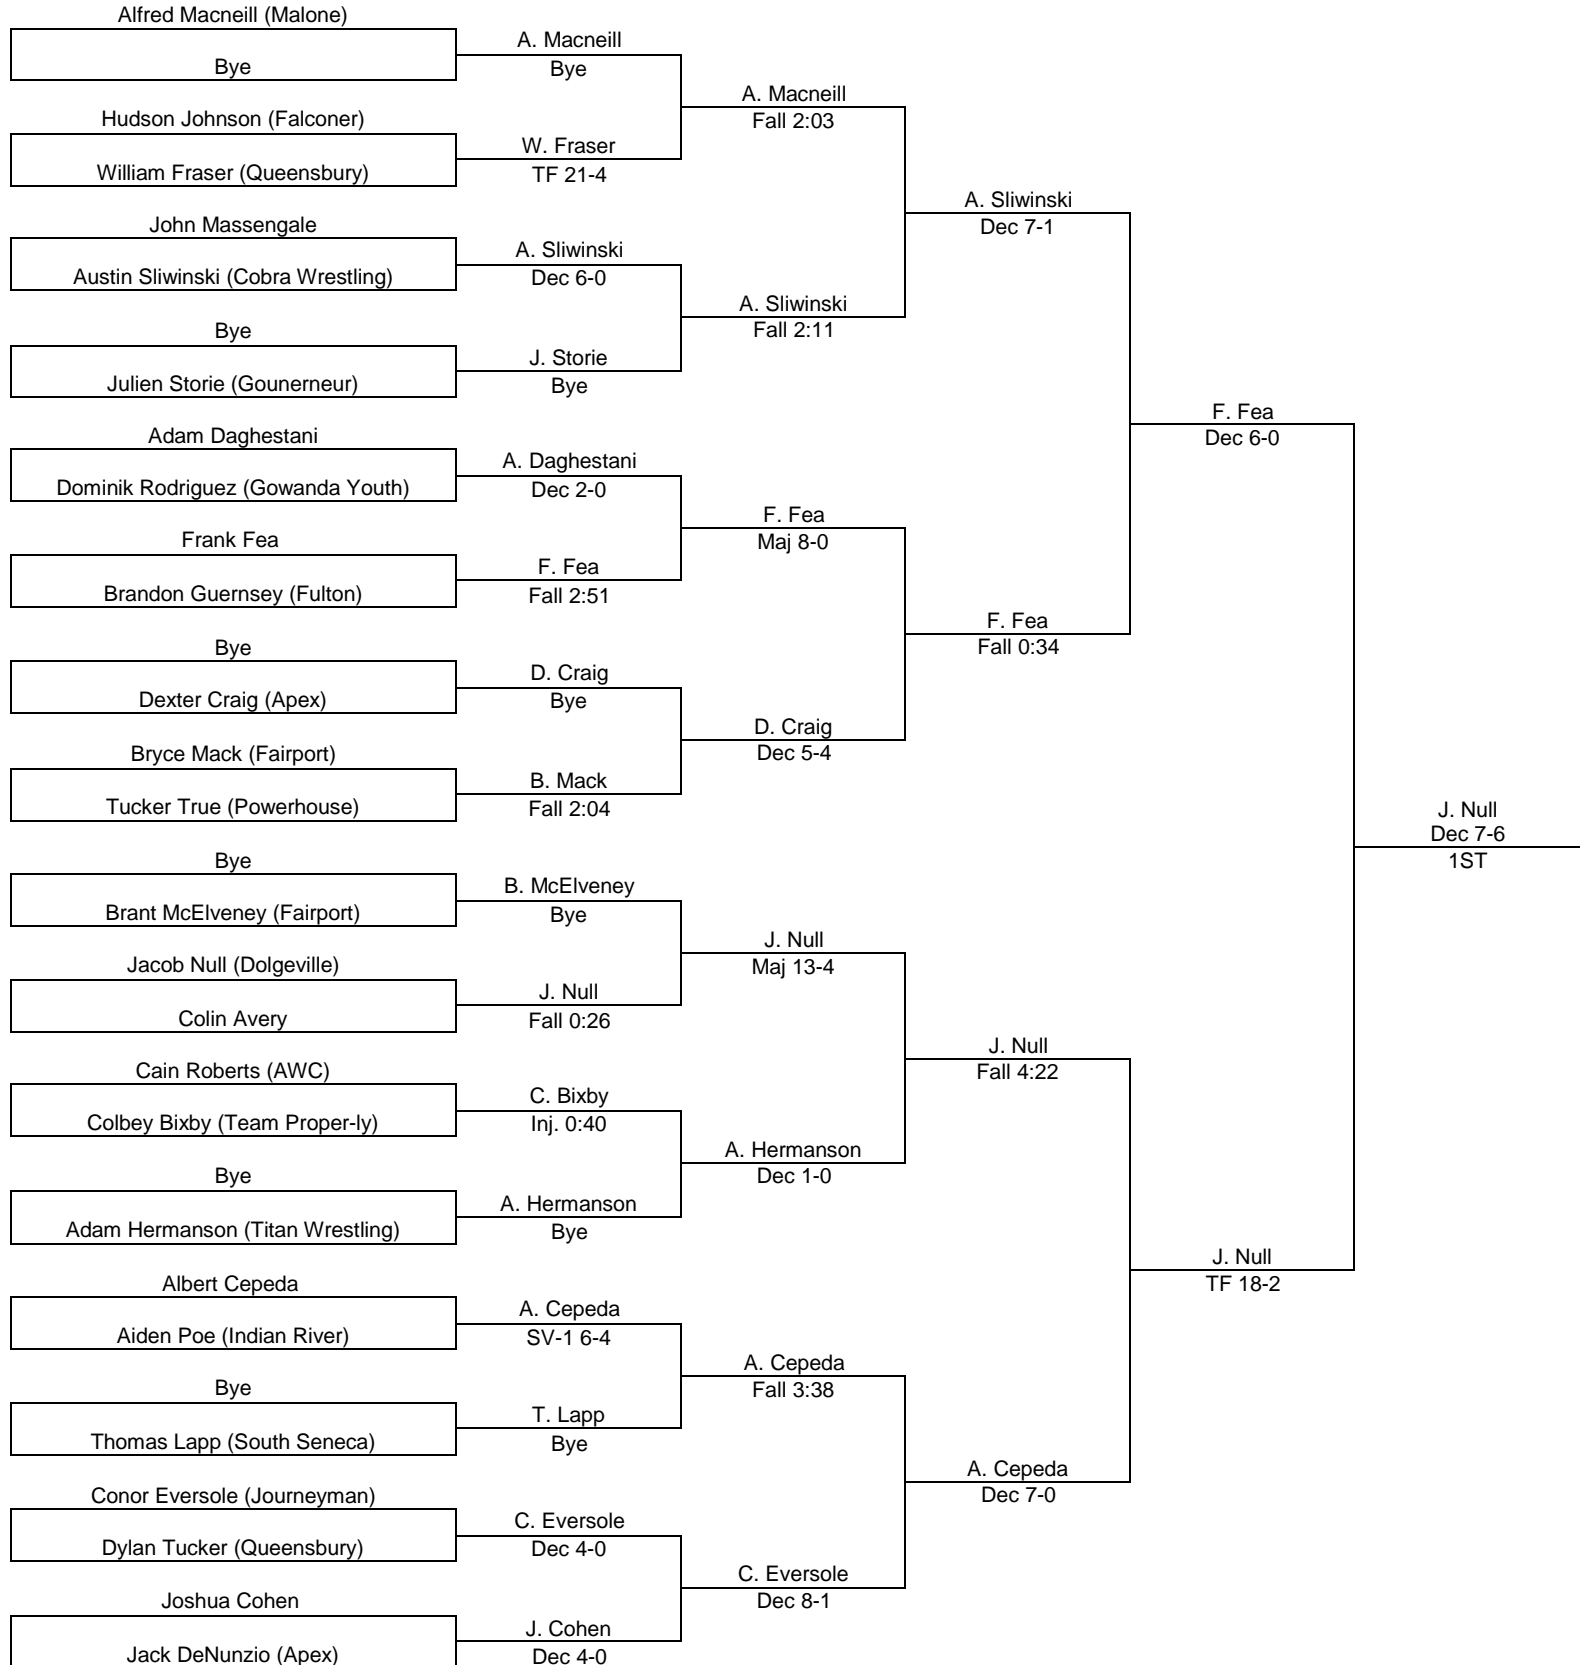 Alfred Macneill (Malone)
Bye
Hudson Johnson (Falconer)
William Fraser (Queensbury)
John Massengale
Austin Sliwinski (Cobra Wrestling)
Bye
Julien Storie (Gounerneur)
Adam Daghestani
Dominik Rodriguez (Gowanda Youth)
Frank Fea
Brandon Guernsey (Fulton)
Bye
Dexter Craig (Apex)
Bryce Mack (Fairport)
Tucker True (Powerhouse)
Bye
Brant McElveney (Fairport)
Jacob Null (Dolgeville)
Colin Avery
Cain Roberts (AWC)
Colbey Bixby (Team Proper-ly)
Bye
Adam Hermanson (Titan Wrestling)
Albert Cepeda
Aiden Poe (Indian River)
Bye
Thomas Lapp (South Seneca)
Conor Eversole (Journeyman)
Dylan Tucker (Queensbury)
Joshua Cohen
Jack DeNunzio (Apex)
A. Macneill
Bye
W. Fraser
TF 21-4
A. Sliwinski
Dec 6-0
J. Storie
Bye
A. Daghestani
Dec 2-0
F. Fea
Fall 2:51
D. Craig
Bye
B. Mack
Fall 2:04
B. McElveney
Bye
J. Null
Fall 0:26
C. Bixby
Inj. 0:40
A. Hermanson
Bye
A. Cepeda
SV-1 6-4
T. Lapp
Bye
C. Eversole
Dec 4-0
J. Cohen
Dec 4-0
A. Macneill
Fall 2:03
A. Sliwinski
Fall 2:11
F. Fea
Maj 8-0
D. Craig
Dec 5-4
J. Null
Maj 13-4
A. Hermanson
Dec 1-0
A. Cepeda
Fall 3:38
C. Eversole
Dec 8-1
A. Sliwinski
Dec 7-1
F. Fea
Fall 0:34
J. Null
Fall 4:22
A. Cepeda
Dec 7-0
F. Fea
Dec 6-0
J. Null
TF 18-2
J. Null
Dec 7-6
1ST